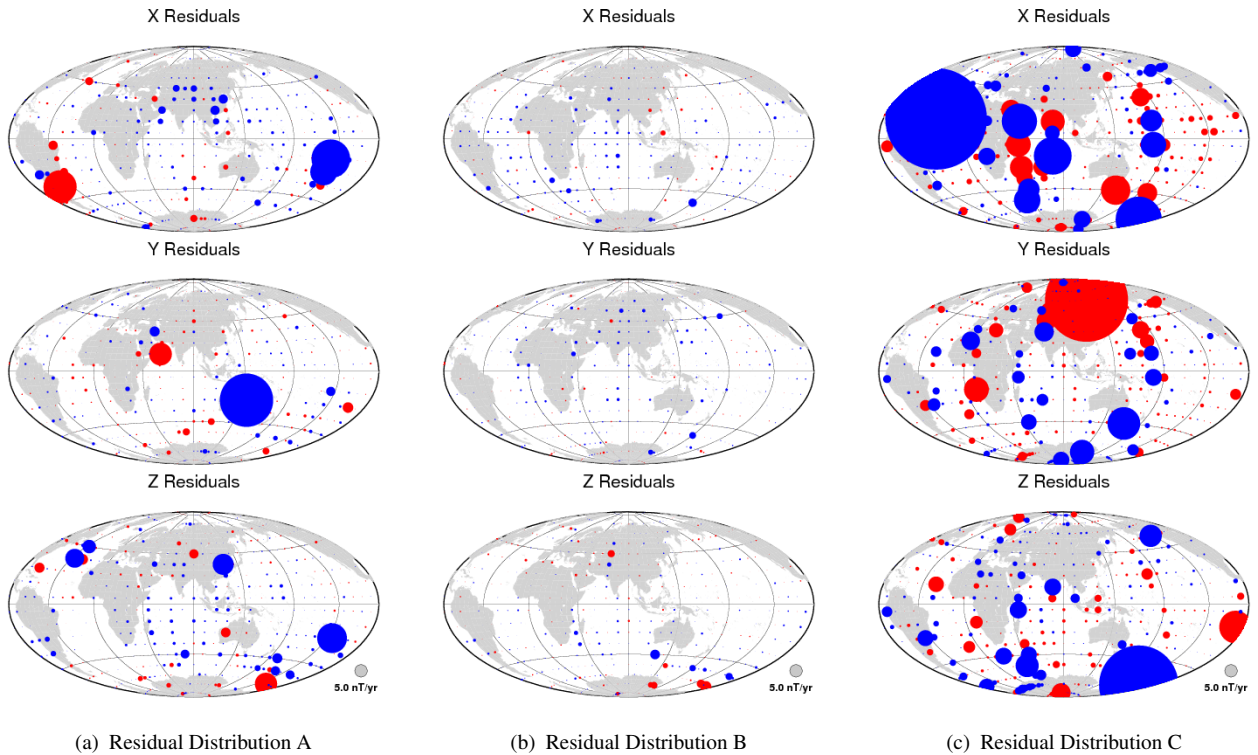 X Residuals
X Residuals
X Residuals
Y Residuals
Y Residuals
Y Residuals
Z Residuals
Z Residuals
Z Residuals
5.0 nT/yr
5.0 nT/yr
5.0 nT/yr
(a) Residual Distribution A
(b) Residual Distribution B
(c) Residual Distribution C